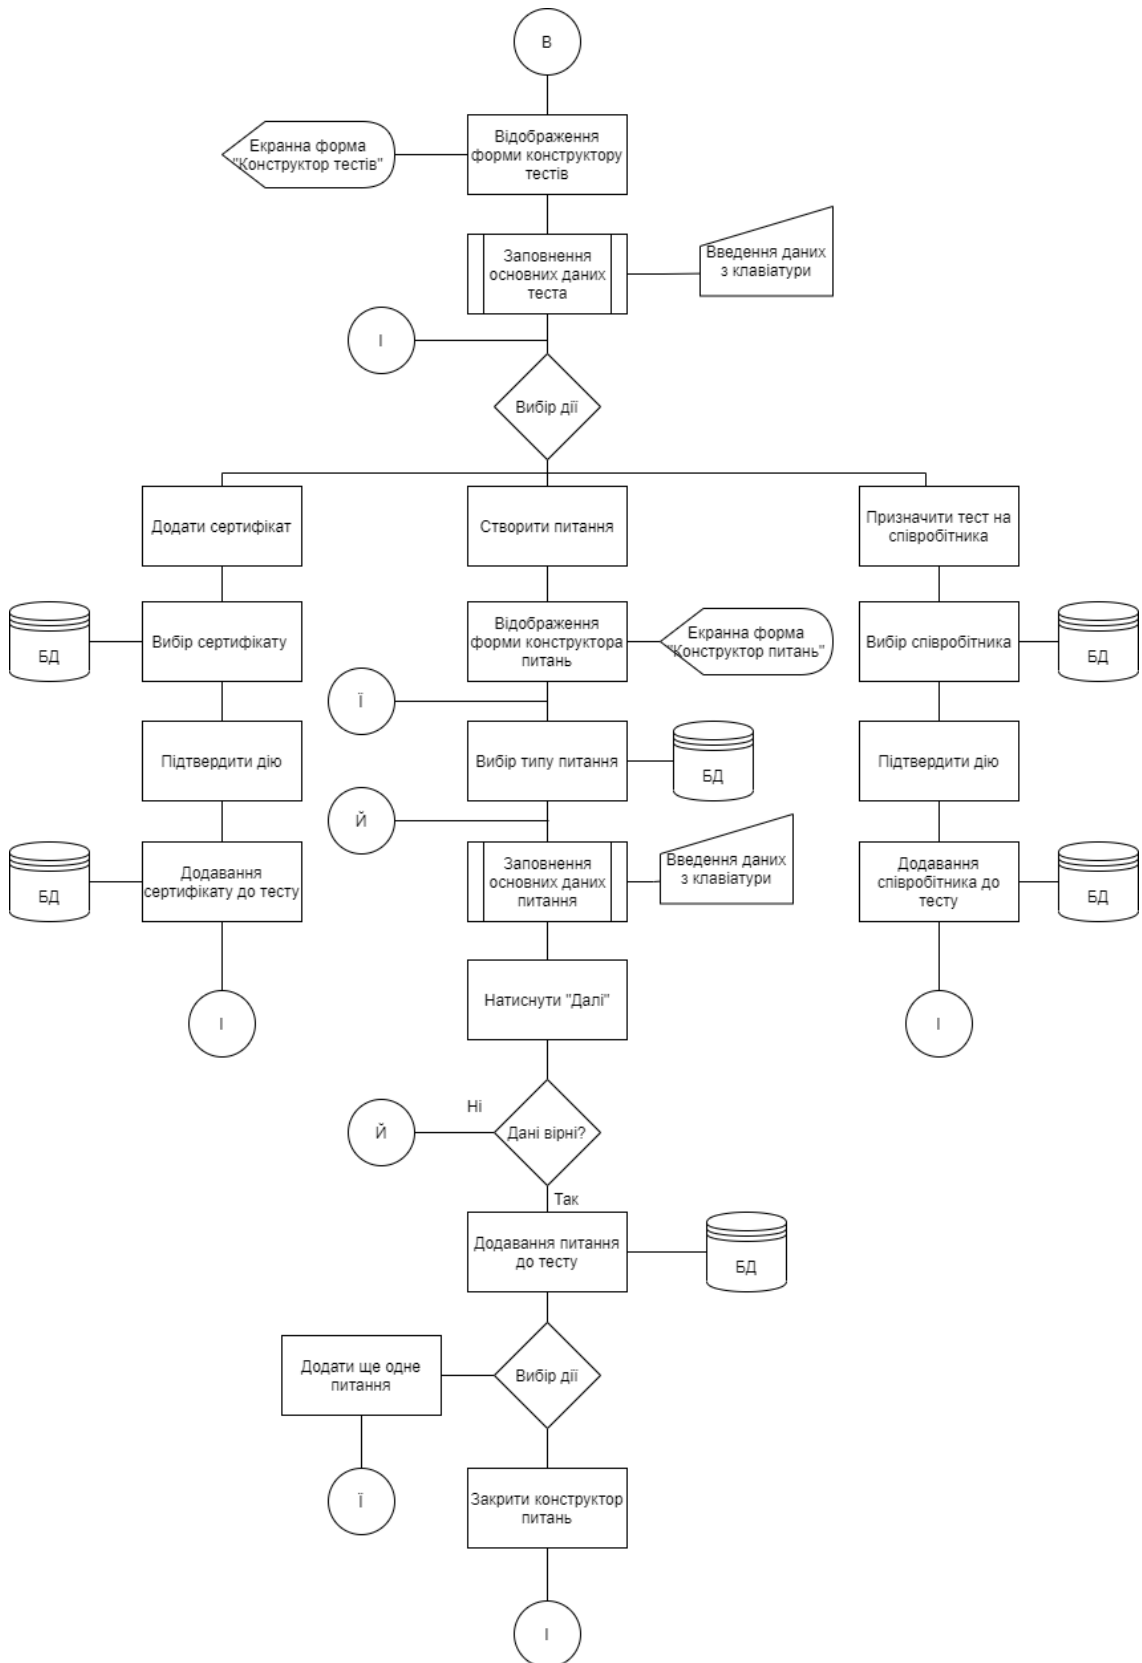 В
Екранна форма
"Конструктор тестів"
Відображення
форми конструктору
тестів
Заповнення
основних даних
теста
Введення даних
з клавіатури
І
Вибір дії
Додати сертифікат
Створити питання
Призначити тест на
співробітника
БД
Вибір сертифікату
Відображення
форми конструктора
питань
Екранна форма
"Конструктор питань"
Вибір співробітника
БД
Ї
Підтвердити дію
Вибір типу питання
БД
Підтвердити дію
Й
БД
Додавання
сертифікату до тесту
Заповнення
основних даних
питання
Введення даних
з клавіатури
Додавання
співробітника до
тесту
БД
І
Натиснути "Далі"
І
Й
Ні
Дані вірні?
Так
Додавання питання
до тесту
БД
Додати ще одне
питання
Вибір дії
Ї
Закрити конструктор
питань
І